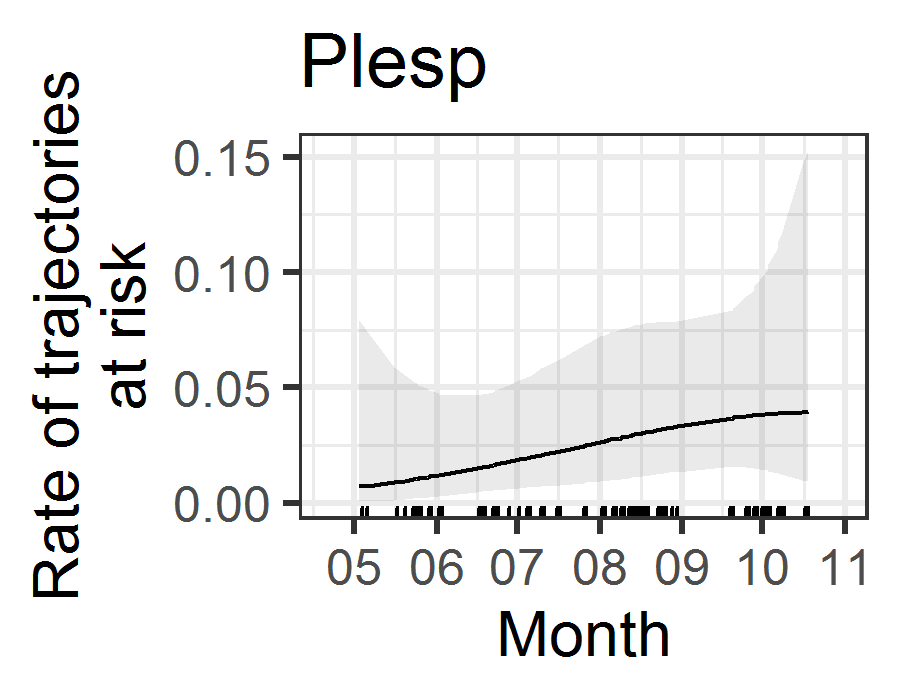 Plesp
Rate of trajectories
at risk
0.15
0.10
0.05
0.00
05 06 07 08 09 10 11
Month